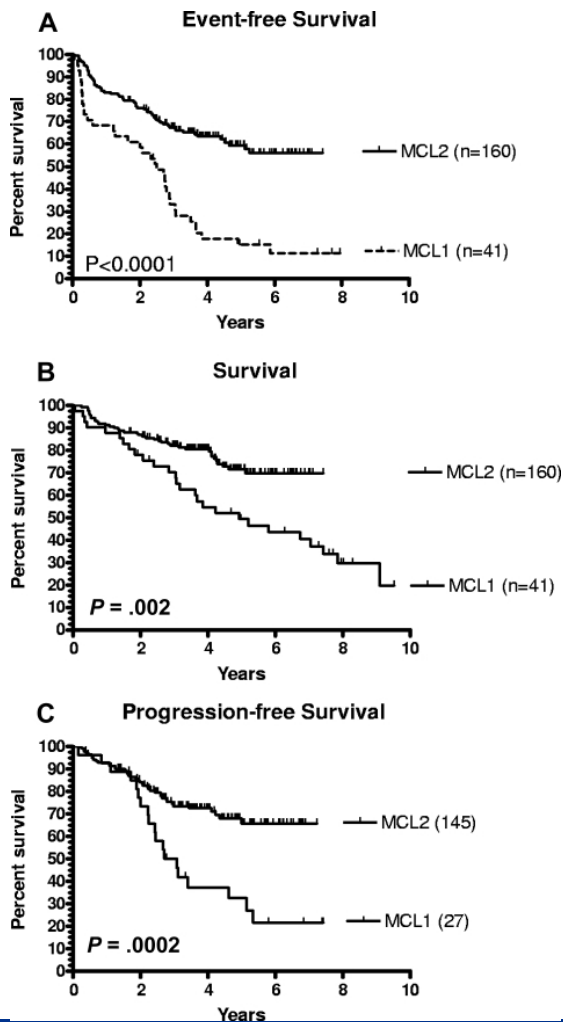 A
Event-free Survival
100
90
80
70
60
50
40
30
20
10
0
Percent survival
MCL2 (n=160)
MCL1 (n=41)
P<0.0001
0 2 4 6 8 10
Years
B
Survival
100
90
80
70
60
50
40
30
20
10
0
Percent survival
MCL2 (n=160)
MCL1 (n=41)
P = .002
0 2 4 6 8 10
Years
C
Progression-free Survival
100
90
80
70
60
50
40
30
20
10
0
Percent survival
MCL2 (145)
MCL1 (27)
P = .0002
0 2 4 6 8 10
Years